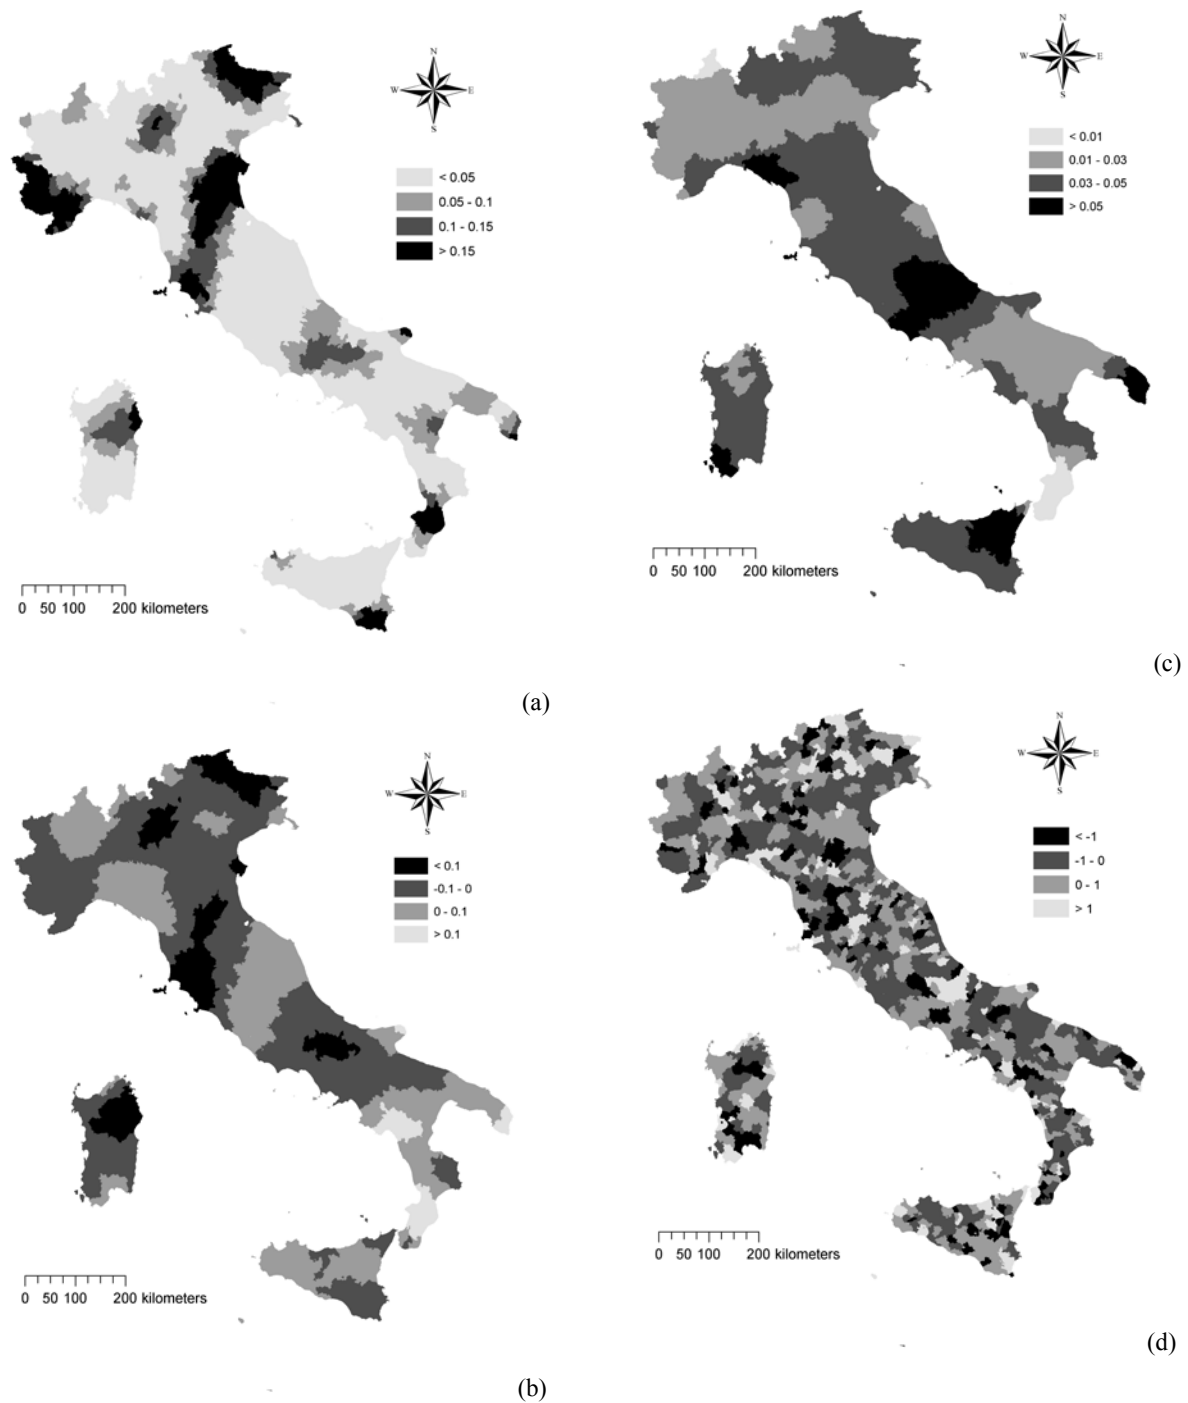 N
W E
S
< 0.05
0.05 - 0.1
0.1 - 0.15
> 0.15
0 50 100 200 kilometers
(a)
N
W E
S
< 0.01
0.01 - 0.03
0.03 - 0.05
> 0.05
0 50 100 200 kilometers
(c)
N
W E
S
< 0.1
-0.1 - 0
0 - 0.1
> 0.1
0 50 100 200 kilometers
(b)
N
W E
S
< -1
-1 - 0
0 - 1
> 1
0 50 100 200 kilometers
(d)